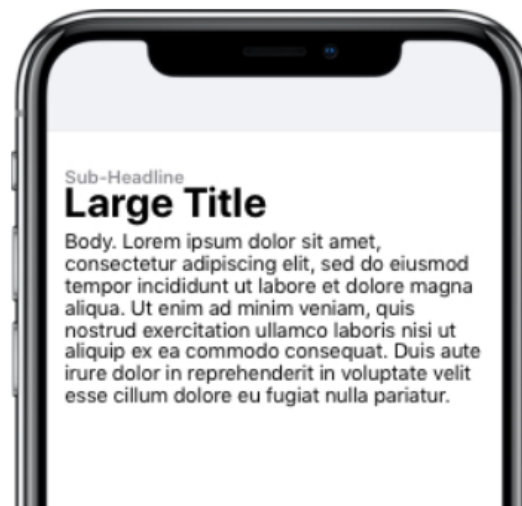 Sub-Headline
Large Title
Body. Lorem ipsum dolor sit amet,
consectetur adipiscing elit, sed do eiusmod
tempor incididunt ut labore et dolore magna
aliqua. Ut enim ad minim veniam, quis
nostrud exercitation ullamco laboris nisi ut
aliquip ex ea commodo consequat. Duis aute
irure dolor in reprehenderit in voluptate velit
esse cillum dolore eu fugiat nulla pariatur.